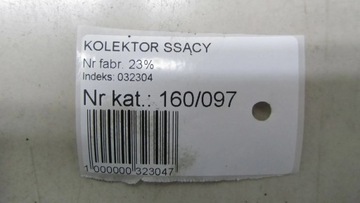 KOLEKTOR SSĄCY
Nr fabr. 23%
Indeks: 032304
Nr kat.: 160/097
1 000000 323047